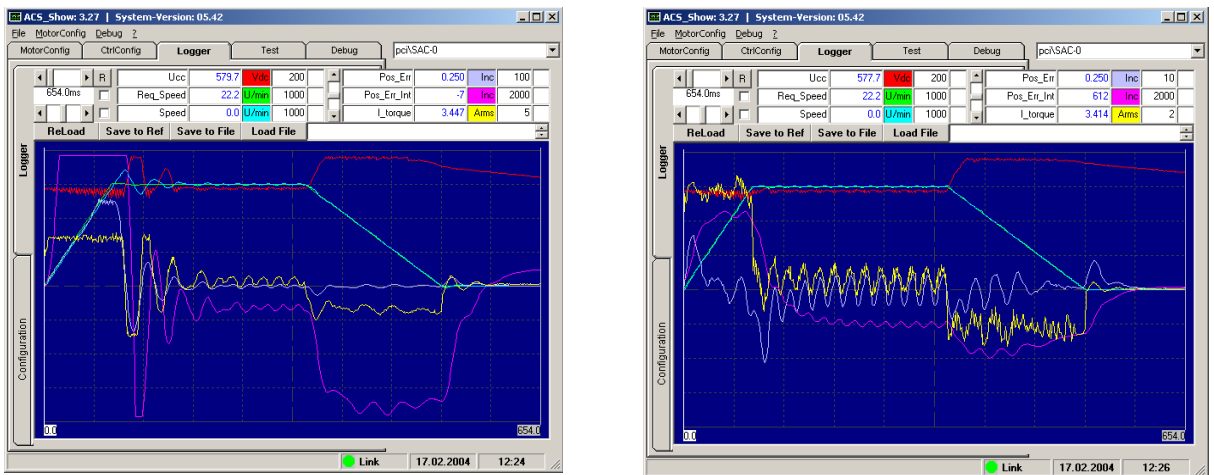 ACS_Show: 3.27 | System-Version: 05.42
File MotorConfig Debug ?
MotorConfig CtrlConfig Logger Test Debug pci\SAC-0
R Ucc 579.7 Vdc 200 Pos_Err 0.250 Inc 100
654.0ms Req_Speed 22.2 U/min 1000 Pos_Err_Int -7 Inc 2000
Speed 0.0 U/min 1000 I_torque 3.447 Arms 5
ReLoad Save to Ref Save to File Load File
Logger
Configuration
0.0 654.0
Link 17.02.2004 12:24
ACS_Show: 3.27 | System-Version: 05.42
File MotorConfig Debug ?
MotorConfig CtrlConfig Logger Test Debug pci\SAC-0
R Ucc 577.7 Vdc 200 Pos_Err 0.250 Inc 10
654.0ms Req_Speed 22.2 U/min 1000 Pos_Err_Int 612 Inc 2000
Speed 0.0 U/min 1000 I_torque 3.414 Arms 2
ReLoad Save to Ref Save to File Load File
Logger
Configuration
0.0 654.0
Link 17.02.2004 12:26